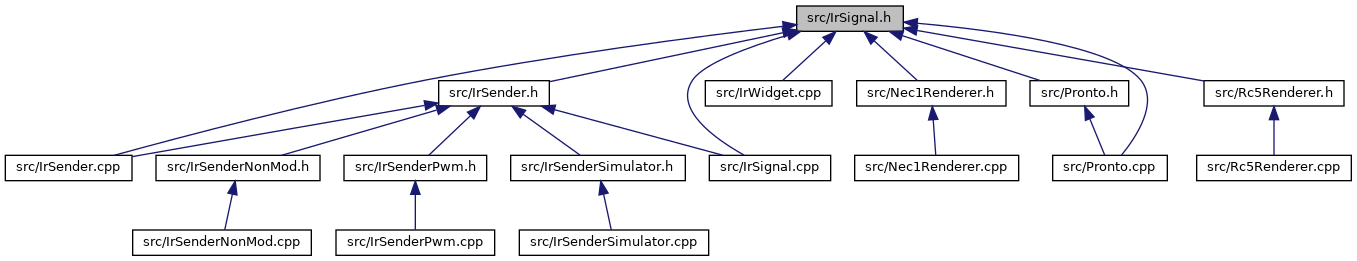 src/IrSignal.h
src/IrSender.h
src/IrWidget.cpp
src/Nec1Renderer.h
src/Pronto.h
src/Rc5Renderer.h
src/IrSender.cpp
src/IrSenderNonMod.h
src/IrSenderPwm.h
src/IrSenderSimulator.h
src/IrSignal.cpp
src/Nec1Renderer.cpp
src/Pronto.cpp
src/Rc5Renderer.cpp
src/IrSenderNonMod.cpp
src/IrSenderPwm.cpp
src/IrSenderSimulator.cpp